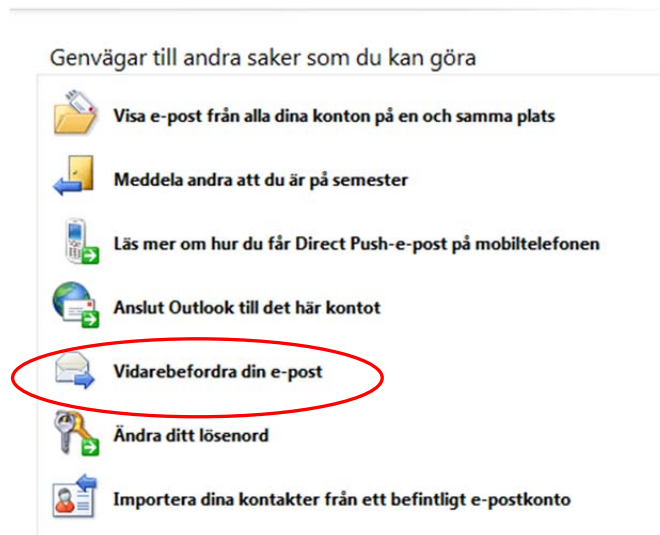 Genvägar till andra saker som du kan göra
Visa e-post från alla dina konton på en och samma plats
Meddela andra att du är på semester
Läs mer om hur du får Direct Push-e-post på mobiltelefonen
Anslut Outlook till det här kontot
Vidarebefordra din e-post
Ändra ditt lösenord
Importera dina kontakter från ett befintligt e-postkonto